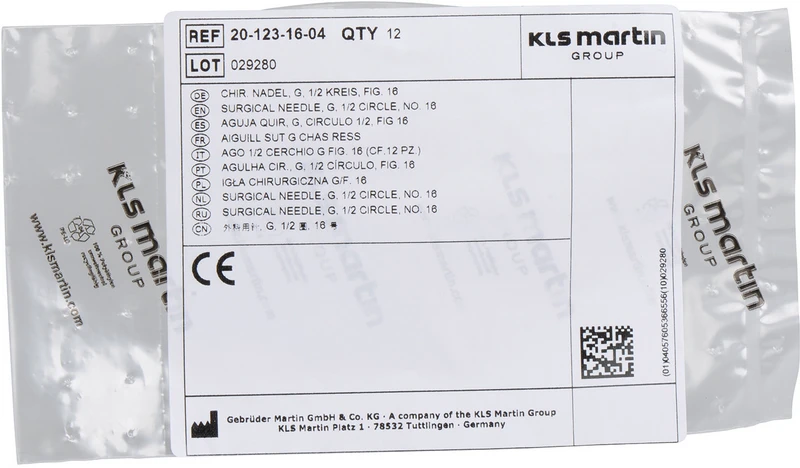 REF 20-123-16-04 QTY 12
LOT 029280
KLS martin
GROUP
DE CHIR. NADEL, G, 1/2 KREIS, FIG. 16
EN SURGICAL NEEDLE, G, 1/2 CIRCLE, NO. 16
ES AGUJA QUIR, G, CIRCULO 1/2, FIG 16
FR AIGUILL SUT G CHAS RESS
IT AGO 1/2 CERCHIO G FIG. 16 (CF.12 PZ.)
PT AGULHA CIR., G, 1/2 CÍRCULO, FIG. 16
PL IGŁA CHIRURGICZNA G/F. 16
NL SURGICAL NEEDLE, G, 1/2 CIRCLE, NO. 16
RU SURGICAL NEEDLE, G, 1/2 CIRCLE, NO. 16
CN 外科用针, G, 1/2 圈, 16 号
CE
(01)04057605366556(10)029280
Gebrüder Martin GmbH & Co. KG · A company of the KLS Martin Group
KLS Martin Platz 1 · 78532 Tuttlingen · Germany
KLS martin
GROUP
www.klsmartin.com
KLS martin
GROUP